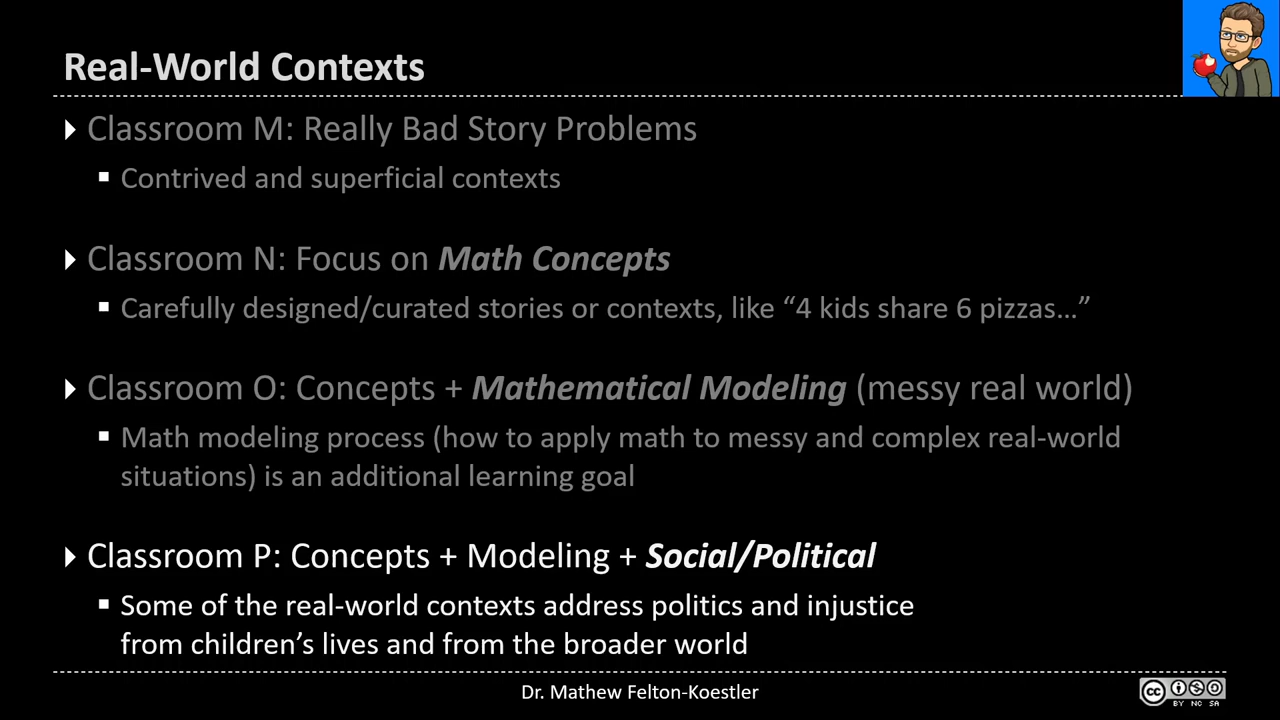 Real-World Contexts
Classroom M: Really Bad Story Problems
Contrived and superficial contexts
Classroom N: Focus on Math Concepts
Carefully designed/curated stories or contexts, like “4 kids share 6 pizzas…”
Classroom O: Concepts + Mathematical Modeling (messy real world)
Math modeling process (how to apply math to messy and complex real-world
situations) is an additional learning goal
Classroom P: Concepts + Modeling + Social/Political
Some of the real-world contexts address politics and injustice
from children’s lives and from the broader world
Dr. Mathew Felton-Koestler
cc
BY NC SA